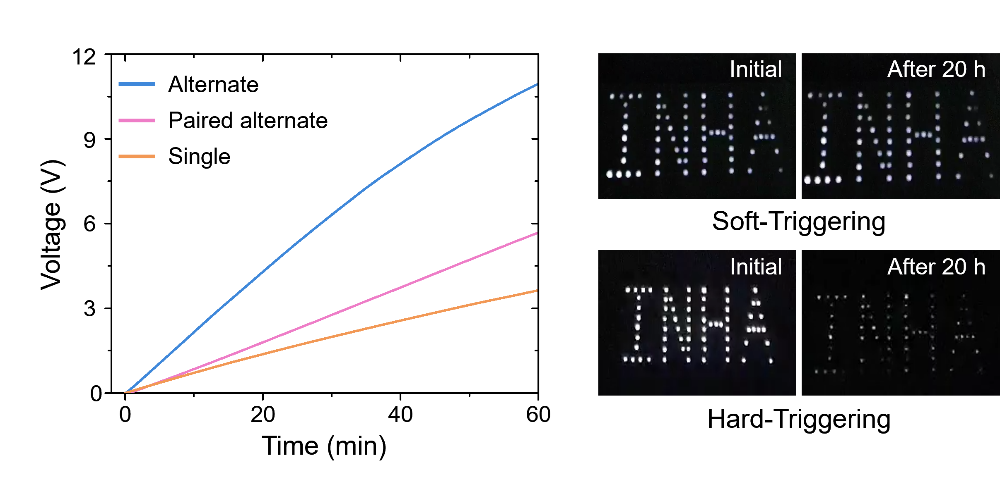 12
9
6
3
0
Voltage (V)
Alternate
Paired alternate
Single
0 20 40 60
Time (min)
Initial
After 20 h
INHA
INHA
Soft-Triggering
Initial
After 20 h
INHA
INHA
Hard-Triggering